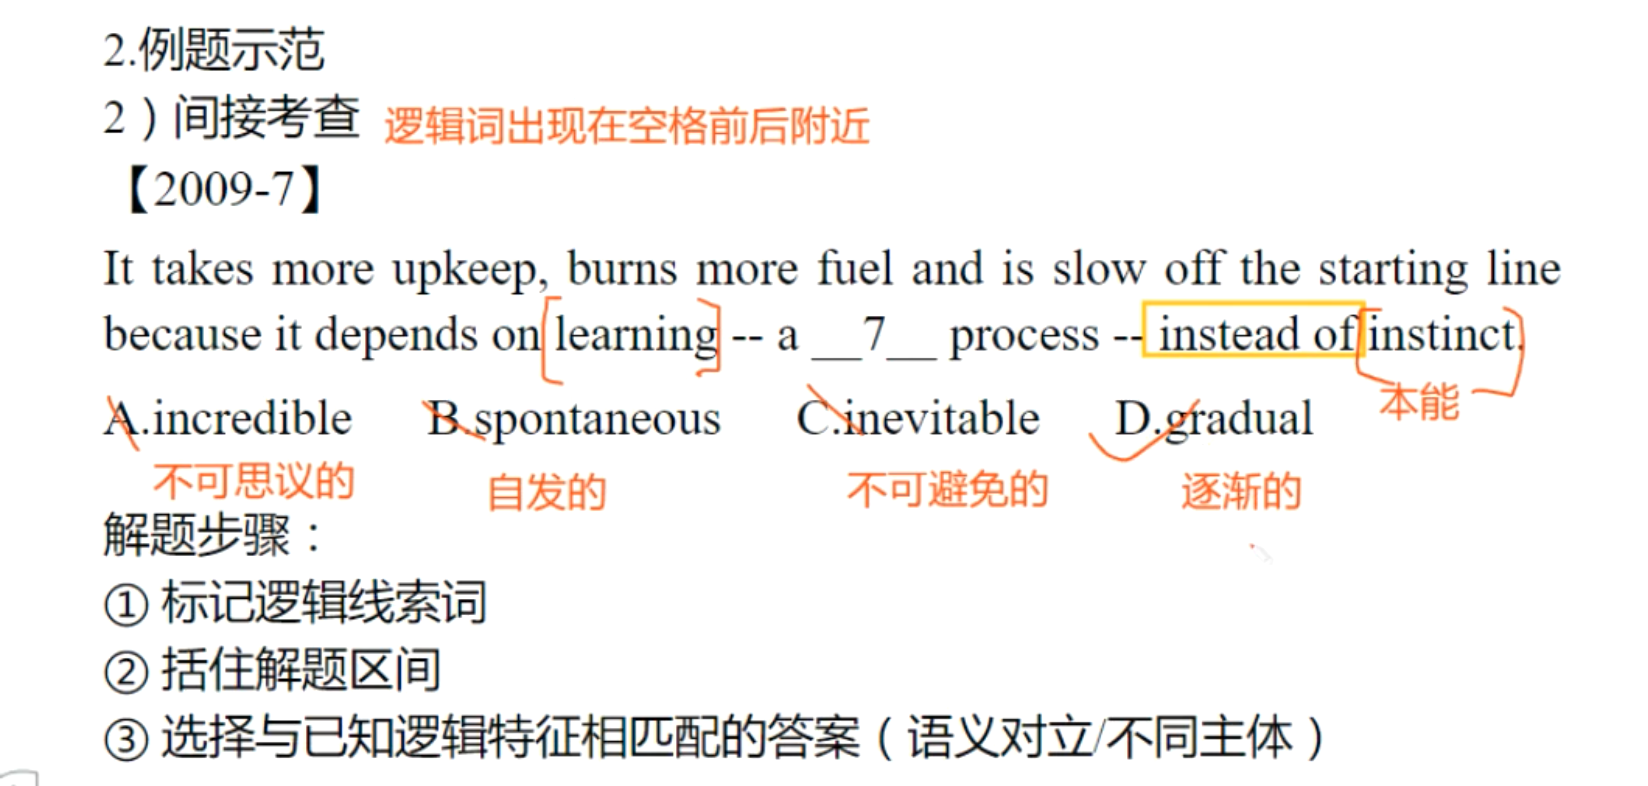 2.例题示范
2）间接考查 逻辑词出现在空格前后附近
【2009-7】
It takes more upkeep, burns more fuel and is slow off the starting line
because it depends on learning -- a __7__ process -- instead of instinct.
本能
A.incredible B.spontaneous C.inevitable D.gradual
不可思议的 自发的 不可避免的 逐渐的
解题步骤：
① 标记逻辑线索词
② 括住解题区间
③ 选择与已知逻辑特征相匹配的答案（语义对立/不同主体）